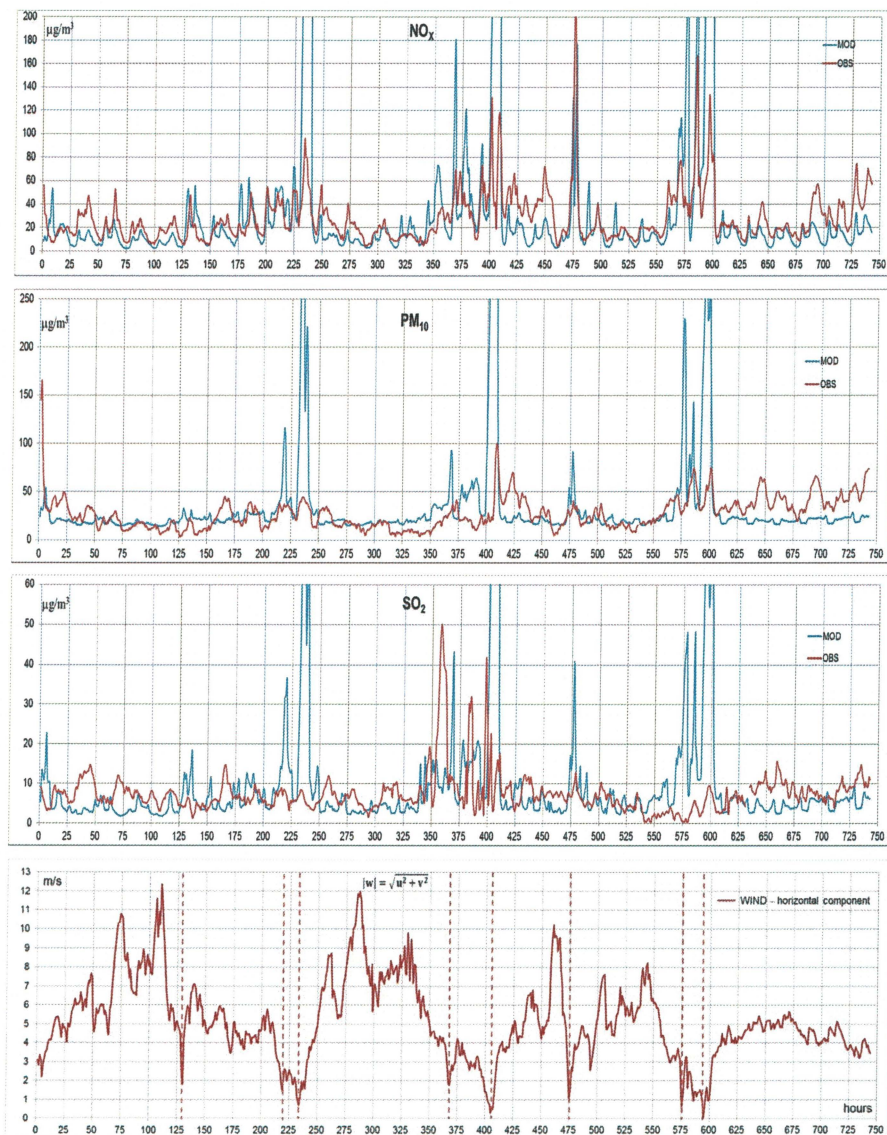 NOX
µg/m³
200
180
160
140
120
100
80
60
40
20
0
MOD
OBS
0 25 50 75 100 125 150 175 200 225 250 275 300 325 350 375 400 425 450 475 500 525 550 575 600 625 650 675 700 725 750
PM10
µg/m³
250
200
150
100
50
0
MOD
OBS
0 25 50 75 100 125 150 175 200 225 250 275 300 325 350 375 400 425 450 475 500 525 550 575 600 625 650 675 700 725 750
SO2
µg/m³
60
50
40
30
20
10
0
MOD
OBS
0 25 50 75 100 125 150 175 200 225 250 275 300 325 350 375 400 425 450 475 500 525 550 575 600 625 650 675 700 725 750
m/s
|w| = √u² + v²
WIND – horizontal component
13
12
11
10
9
8
7
6
5
4
3
2
1
0
hours
0 25 50 75 100 125 150 175 200 225 250 275 300 325 350 375 400 425 450 475 500 525 550 575 600 625 650 675 700 725 750